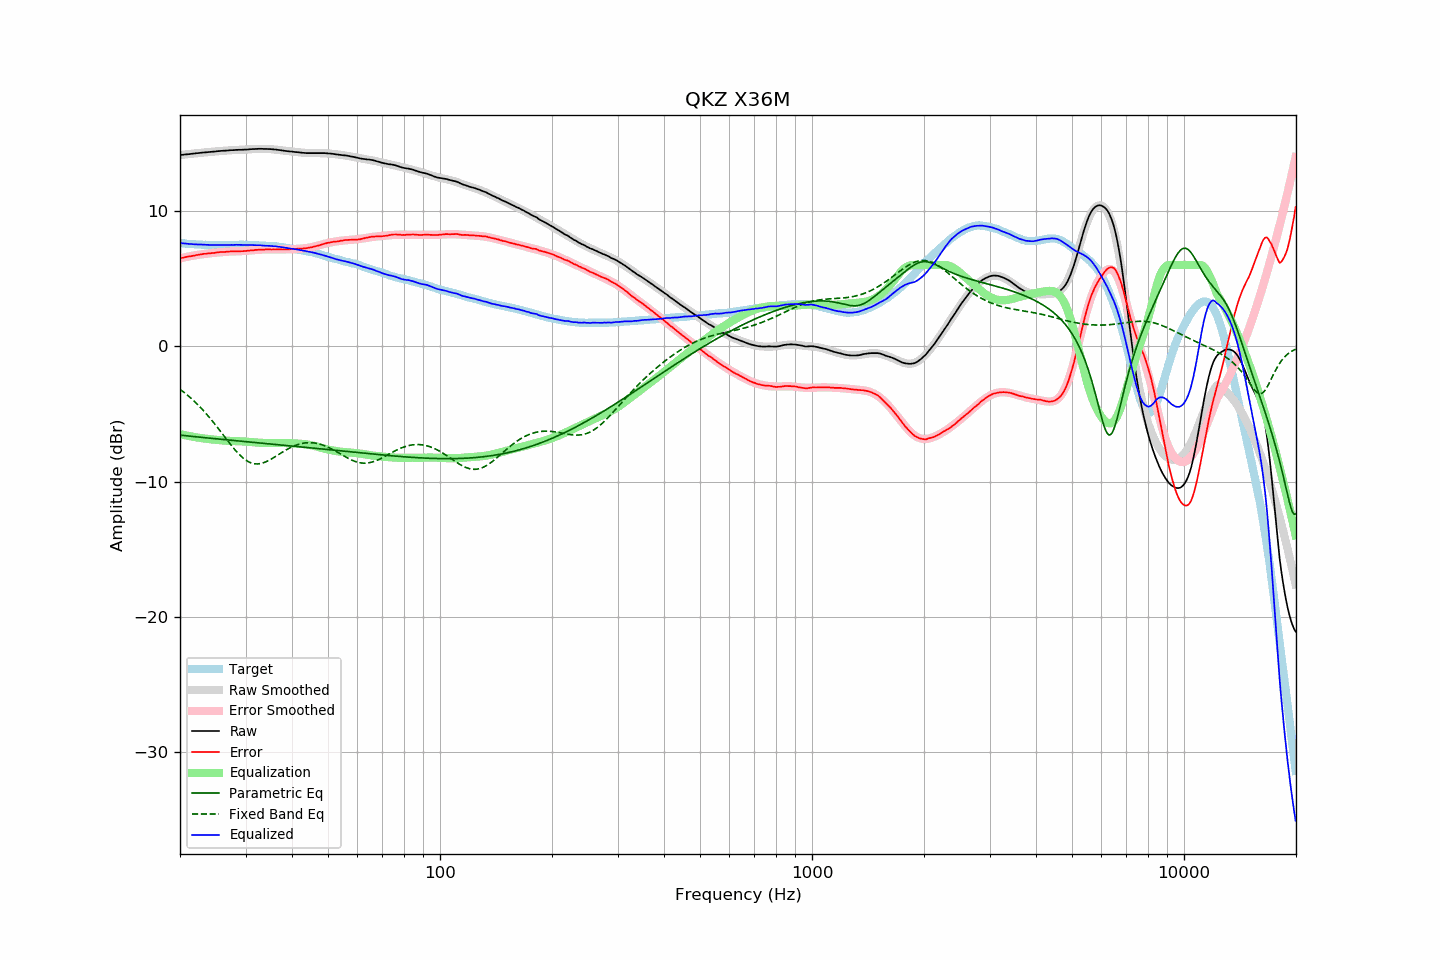 QKZ X36M
Amplitude (dBr)
10
0
−10
−20
−30
Target
Raw Smoothed
Error Smoothed
Raw
Error
Equalization
Parametric Eq
Fixed Band Eq
Equalized
100
1000
10000
Frequency (Hz)